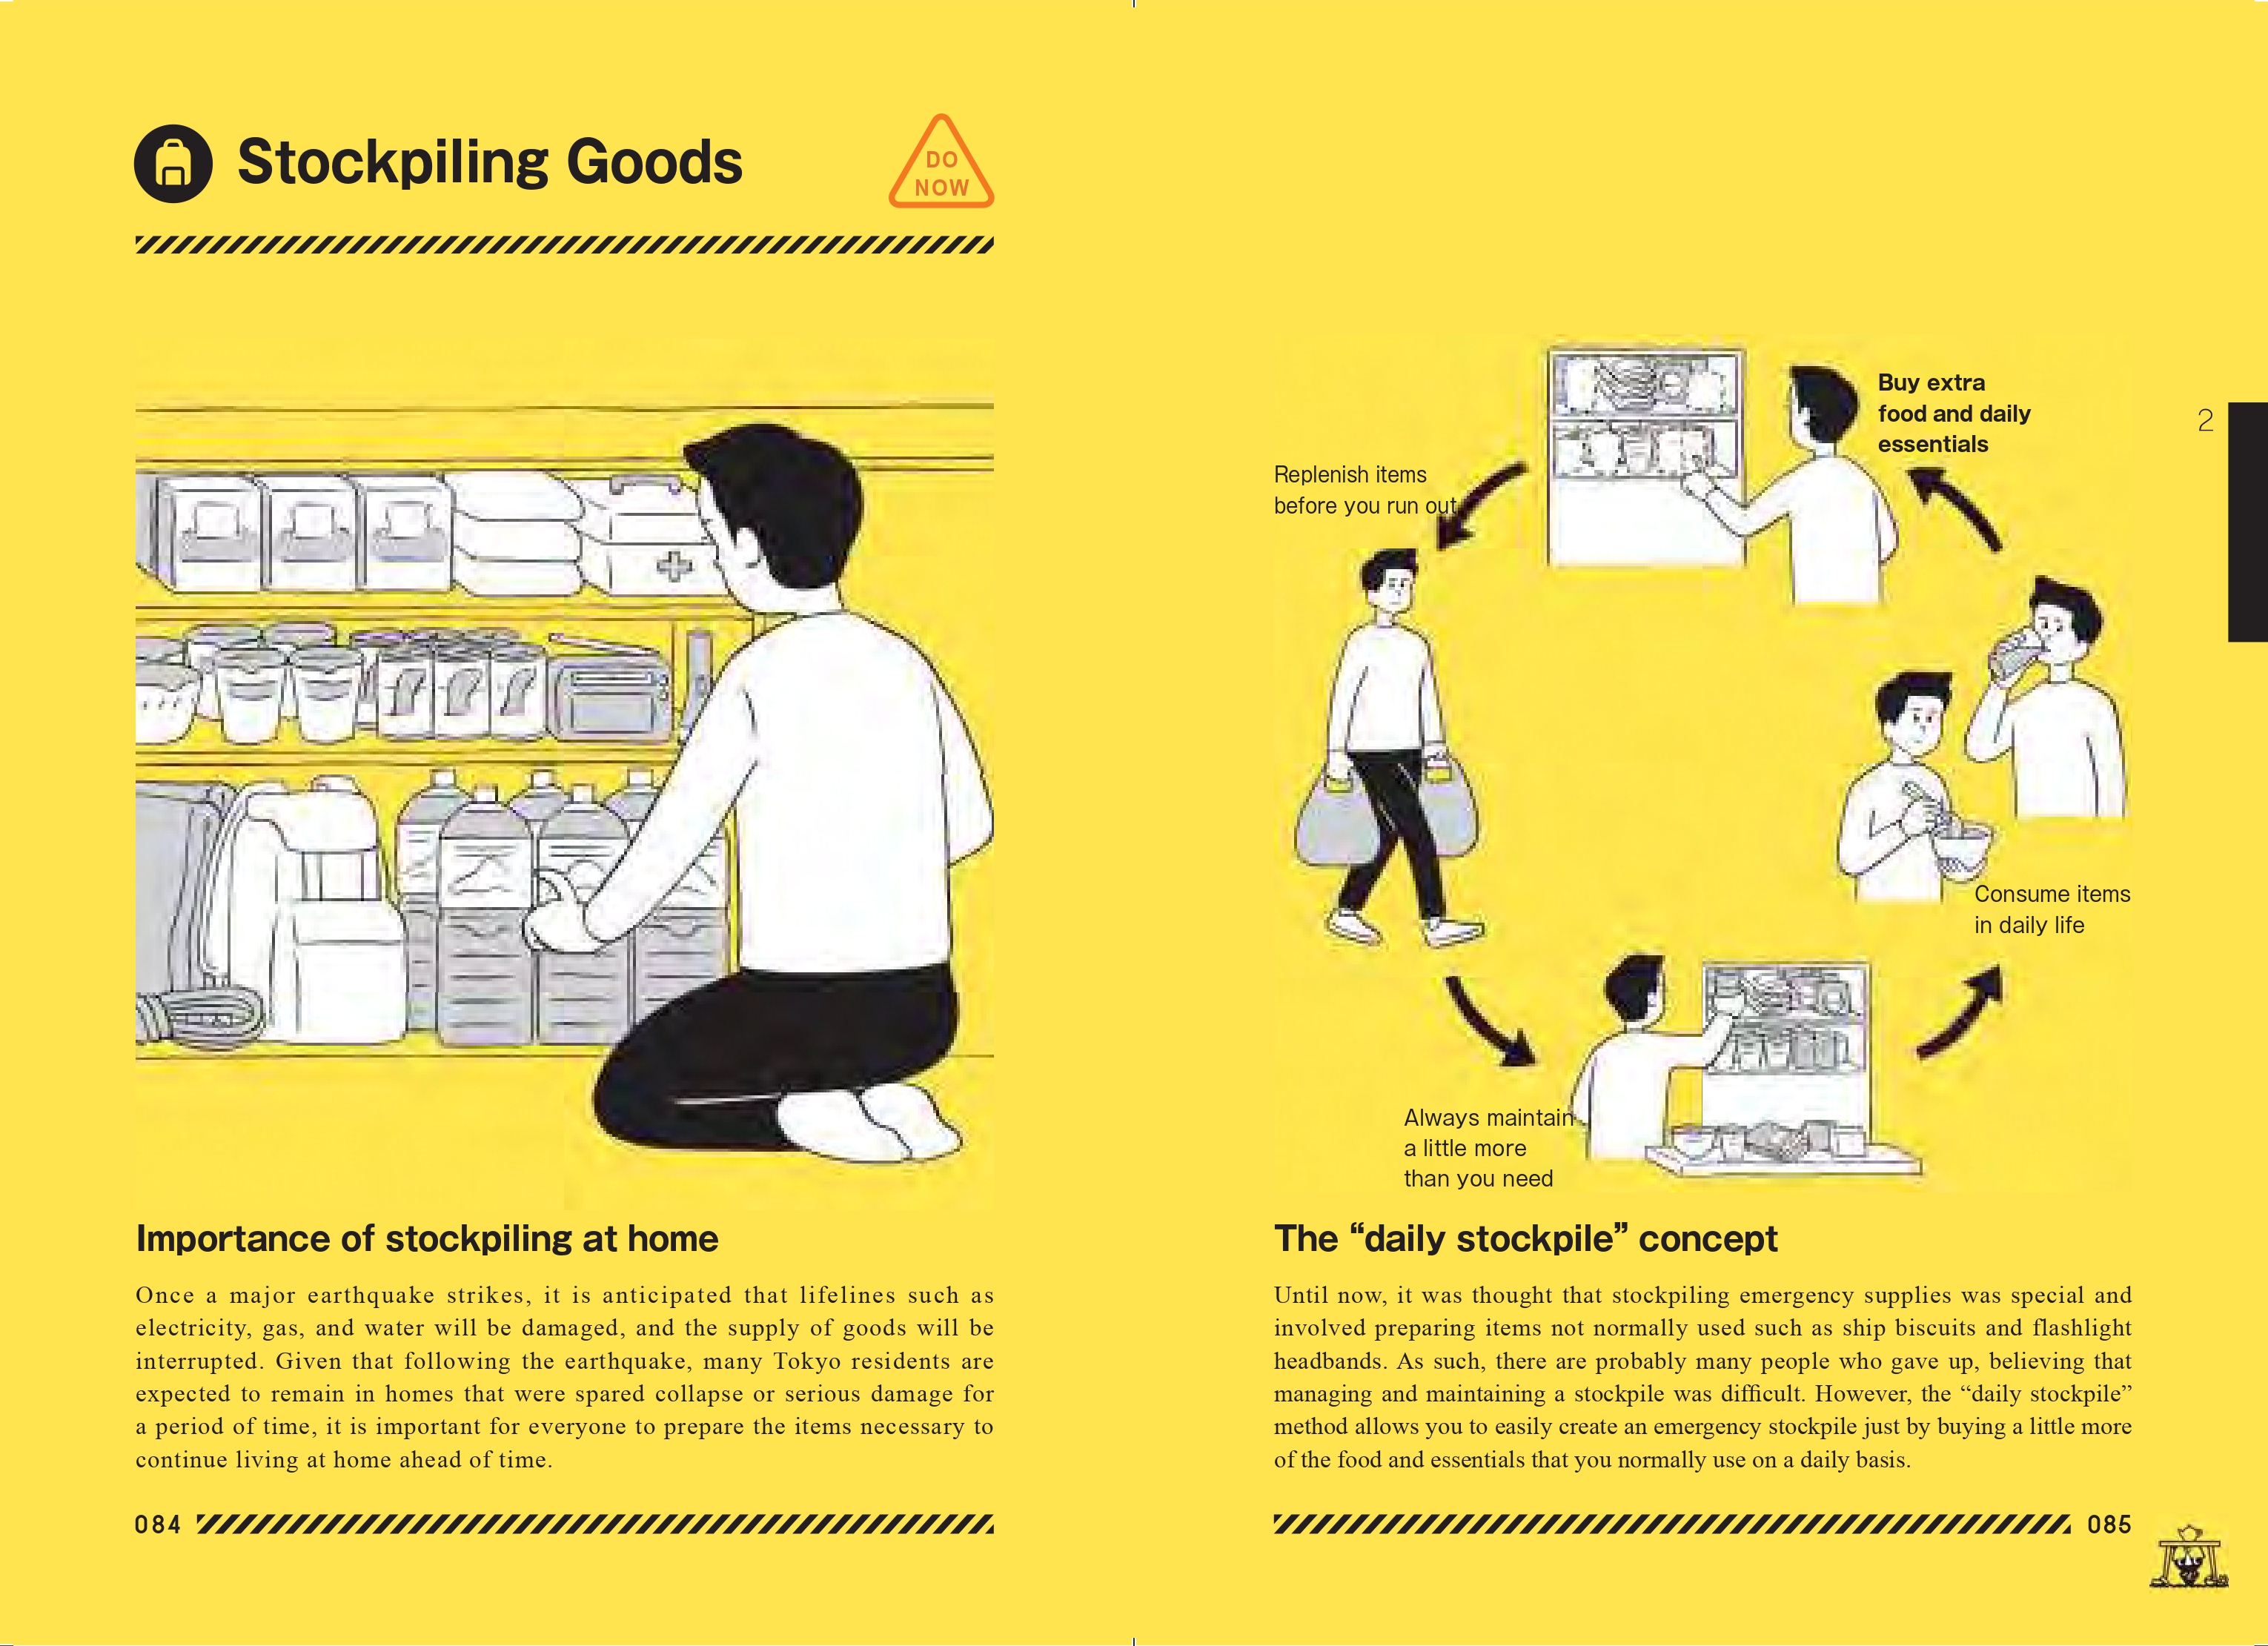 Stockpiling Goods
DO
NOW
Importance of stockpiling at home
Once a major earthquake strikes, it is anticipated that lifelines such as
electricity, gas, and water will be damaged, and the supply of goods will be
interrupted. Given that following the earthquake, many Tokyo residents are
expected to remain in homes that were spared collapse or serious damage for
a period of time, it is important for everyone to prepare the items necessary to
continue living at home ahead of time.
084
Buy extra
food and daily
essentials
2
Replenish items
before you run out
Consume items
in daily life
Always maintain
a little more
than you need
The “daily stockpile” concept
Until now, it was thought that stockpiling emergency supplies was special and
involved preparing items not normally used such as ship biscuits and flashlight
headbands. As such, there are probably many people who gave up, believing that
managing and maintaining a stockpile was difficult. However, the “daily stockpile”
method allows you to easily create an emergency stockpile just by buying a little more
of the food and essentials that you normally use on a daily basis.
085